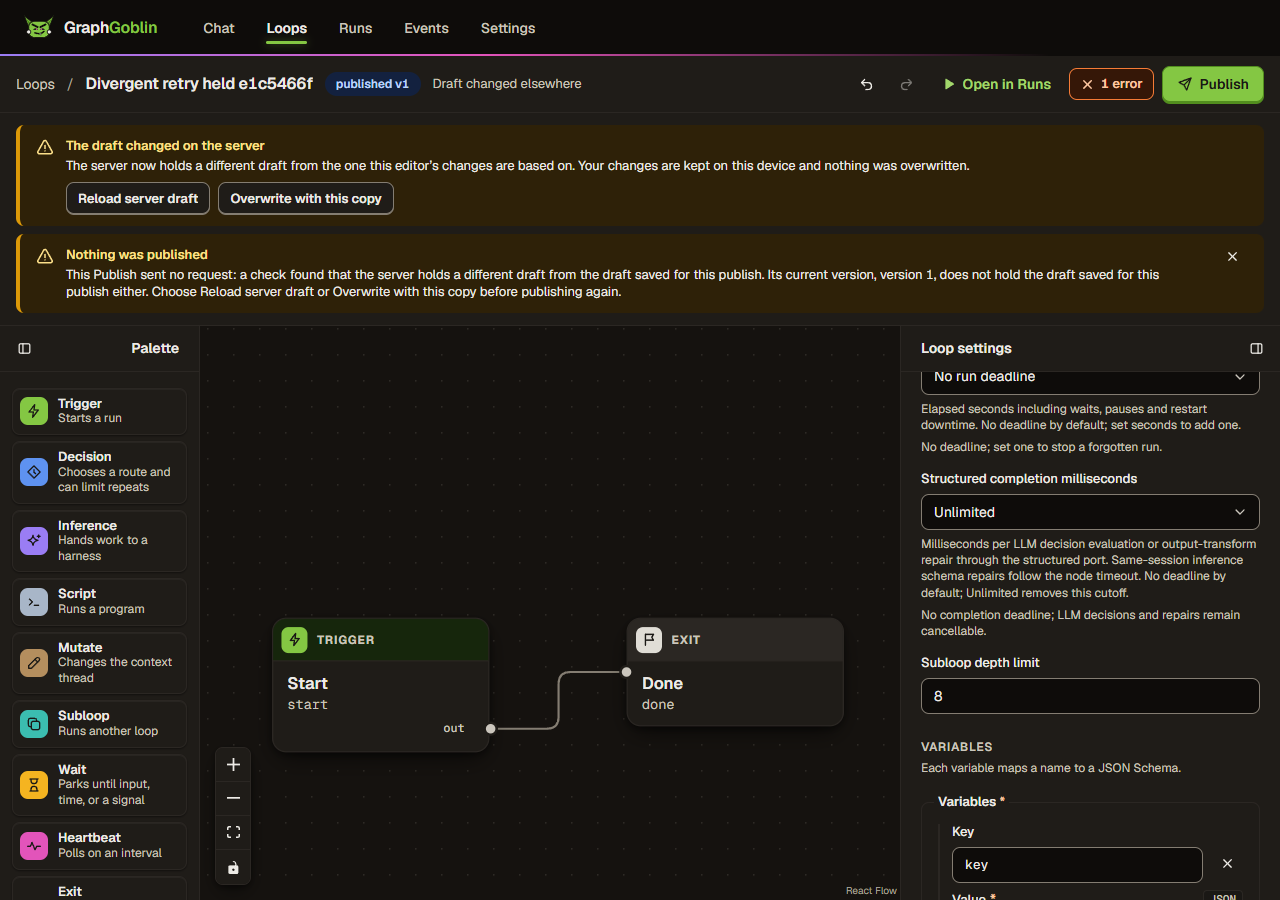 GraphGoblin
Chat
Loops
Runs
Events
Settings
Loops / Divergent retry held e1c5466f
published v1
Draft changed elsewhere
Open in Runs
1 error
Publish
The draft changed on the server
The server now holds a different draft from the one this editor's changes are based on. Your changes are kept on this device and nothing was overwritten.
Reload server draft
Overwrite with this copy
Nothing was published
This Publish sent no request: a check found that the server holds a different draft from the draft saved for this publish. Its current version, version 1, does not hold the draft saved for this
publish either. Choose Reload server draft or Overwrite with this copy before publishing again.
Palette
Trigger
Starts a run
Decision
Chooses a route and
can limit repeats
Inference
Hands work to a
harness
Script
Runs a program
Mutate
Changes the context
thread
Subloop
Runs another loop
Wait
Parks until input,
time, or a signal
Heartbeat
Polls on an interval
Exit
TRIGGER
Start
start
out
EXIT
Done
done
React Flow
Loop settings
No run deadline
Elapsed seconds including waits, pauses and restart
downtime. No deadline by default; set seconds to add one.
No deadline; set one to stop a forgotten run.
Structured completion milliseconds
Unlimited
Milliseconds per LLM decision evaluation or output-transform
repair through the structured port. Same-session inference
schema repairs follow the node timeout. No deadline by
default; Unlimited removes this cutoff.
No completion deadline; LLM decisions and repairs remain
cancellable.
Subloop depth limit
8
VARIABLES
Each variable maps a name to a JSON Schema.
Variables *
Key
key
Value *
JSON